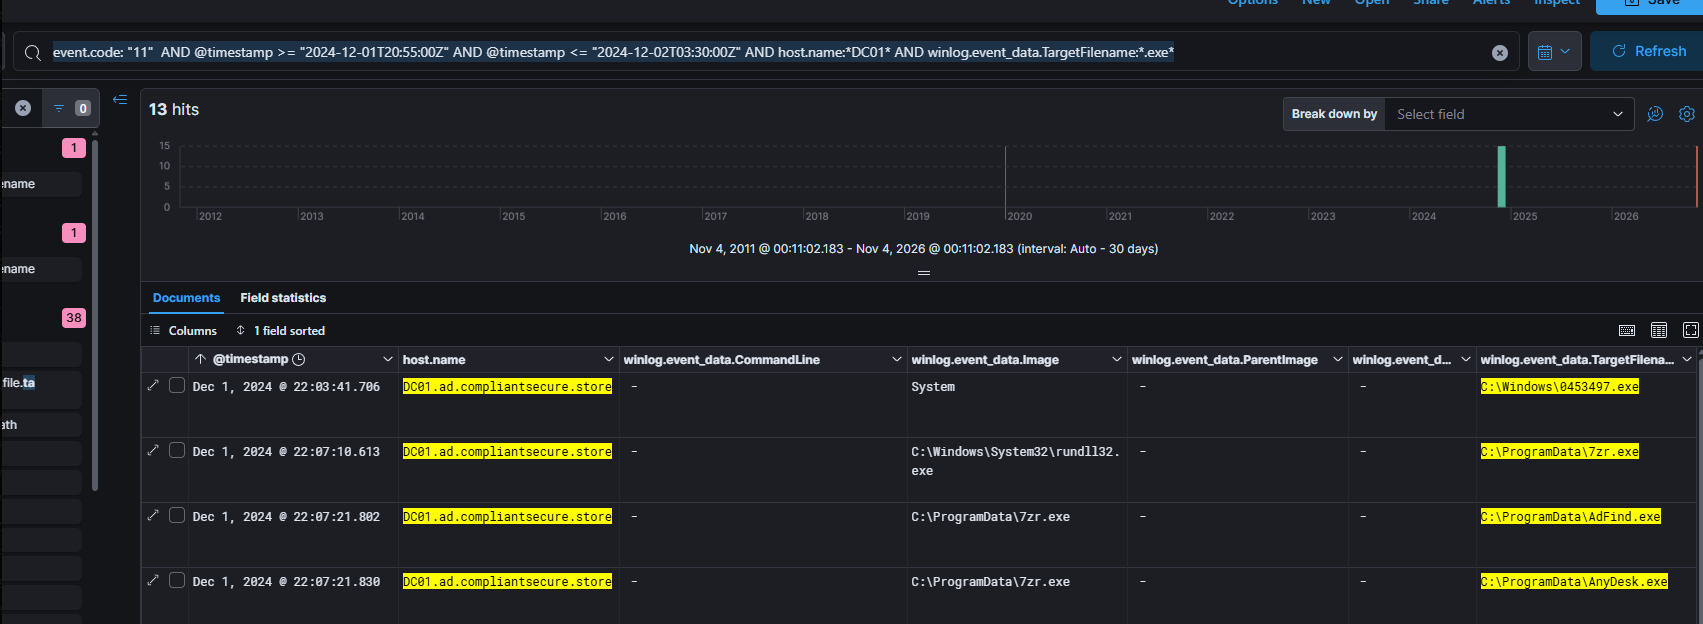 Options New Open Share Alerts Inspect Save
event.code: "11" AND @timestamp >= "2024-12-01T20:55:00Z" AND @timestamp <= "2024-12-02T03:30:00Z" AND host.name:*DC01* AND winlog.event_data.TargetFilename:*.exe*
Refresh
0
13 hits
Break down by Select field
1
ename
1
ename
38
file.ta
ath
15
10
5
0
2012 2013 2014 2015 2016 2017 2018 2019 2020 2021 2022 2023 2024 2025 2026
Nov 4, 2011 @ 00:11:02.183 - Nov 4, 2026 @ 00:11:02.183 (interval: Auto - 30 days)
Documents Field statistics
Columns 1 field sorted
@timestamp host.name winlog.event_data.CommandLine winlog.event_data.Image winlog.event_data.ParentImage winlog.event_d... winlog.event_data.TargetFilena...
Dec 1, 2024 @ 22:03:41.706 DC01.ad.compliantsecure.store - System - - C:\Windows\0453497.exe
Dec 1, 2024 @ 22:07:10.613 DC01.ad.compliantsecure.store - C:\Windows\System32\rundll32. - - C:\ProgramData\7zr.exe
exe
Dec 1, 2024 @ 22:07:21.802 DC01.ad.compliantsecure.store - C:\ProgramData\7zr.exe - - C:\ProgramData\AdFind.exe
Dec 1, 2024 @ 22:07:21.830 DC01.ad.compliantsecure.store - C:\ProgramData\7zr.exe - - C:\ProgramData\AnyDesk.exe